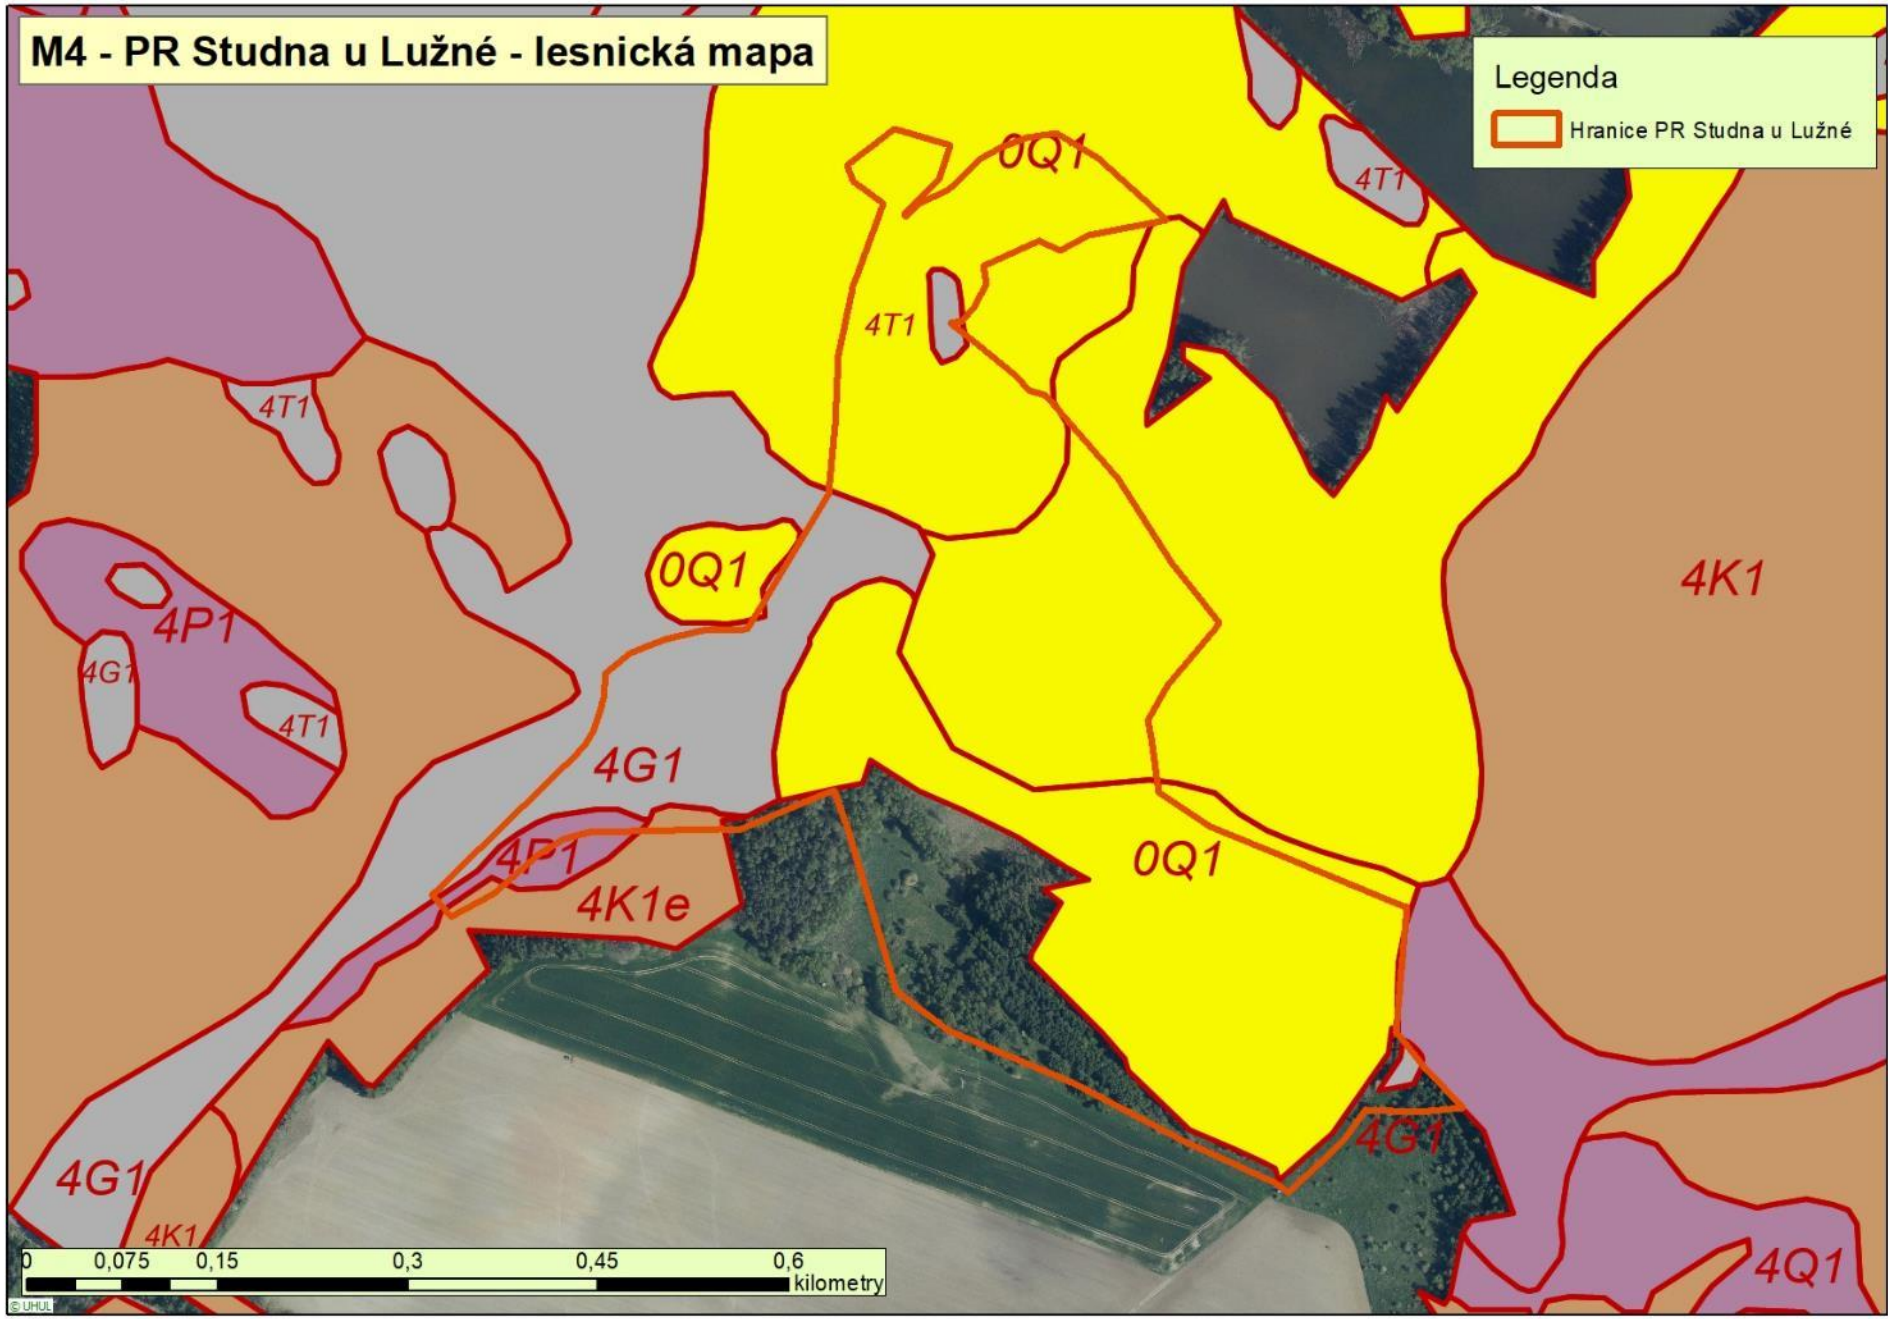 M4 - PR Studna u Lužné - lesnická mapa
Legenda
Hranice PR Studna u Lužné
0Q1
4T1
4T1
4T1
0Q1
4K1
4P1
4G1
4T1
4G1
4P1
0Q1
4K1e
4G1
4G1
4K1
4Q1
0 0,075 0,15 0,3 0,45 0,6
kilometry
© ÚHÚL